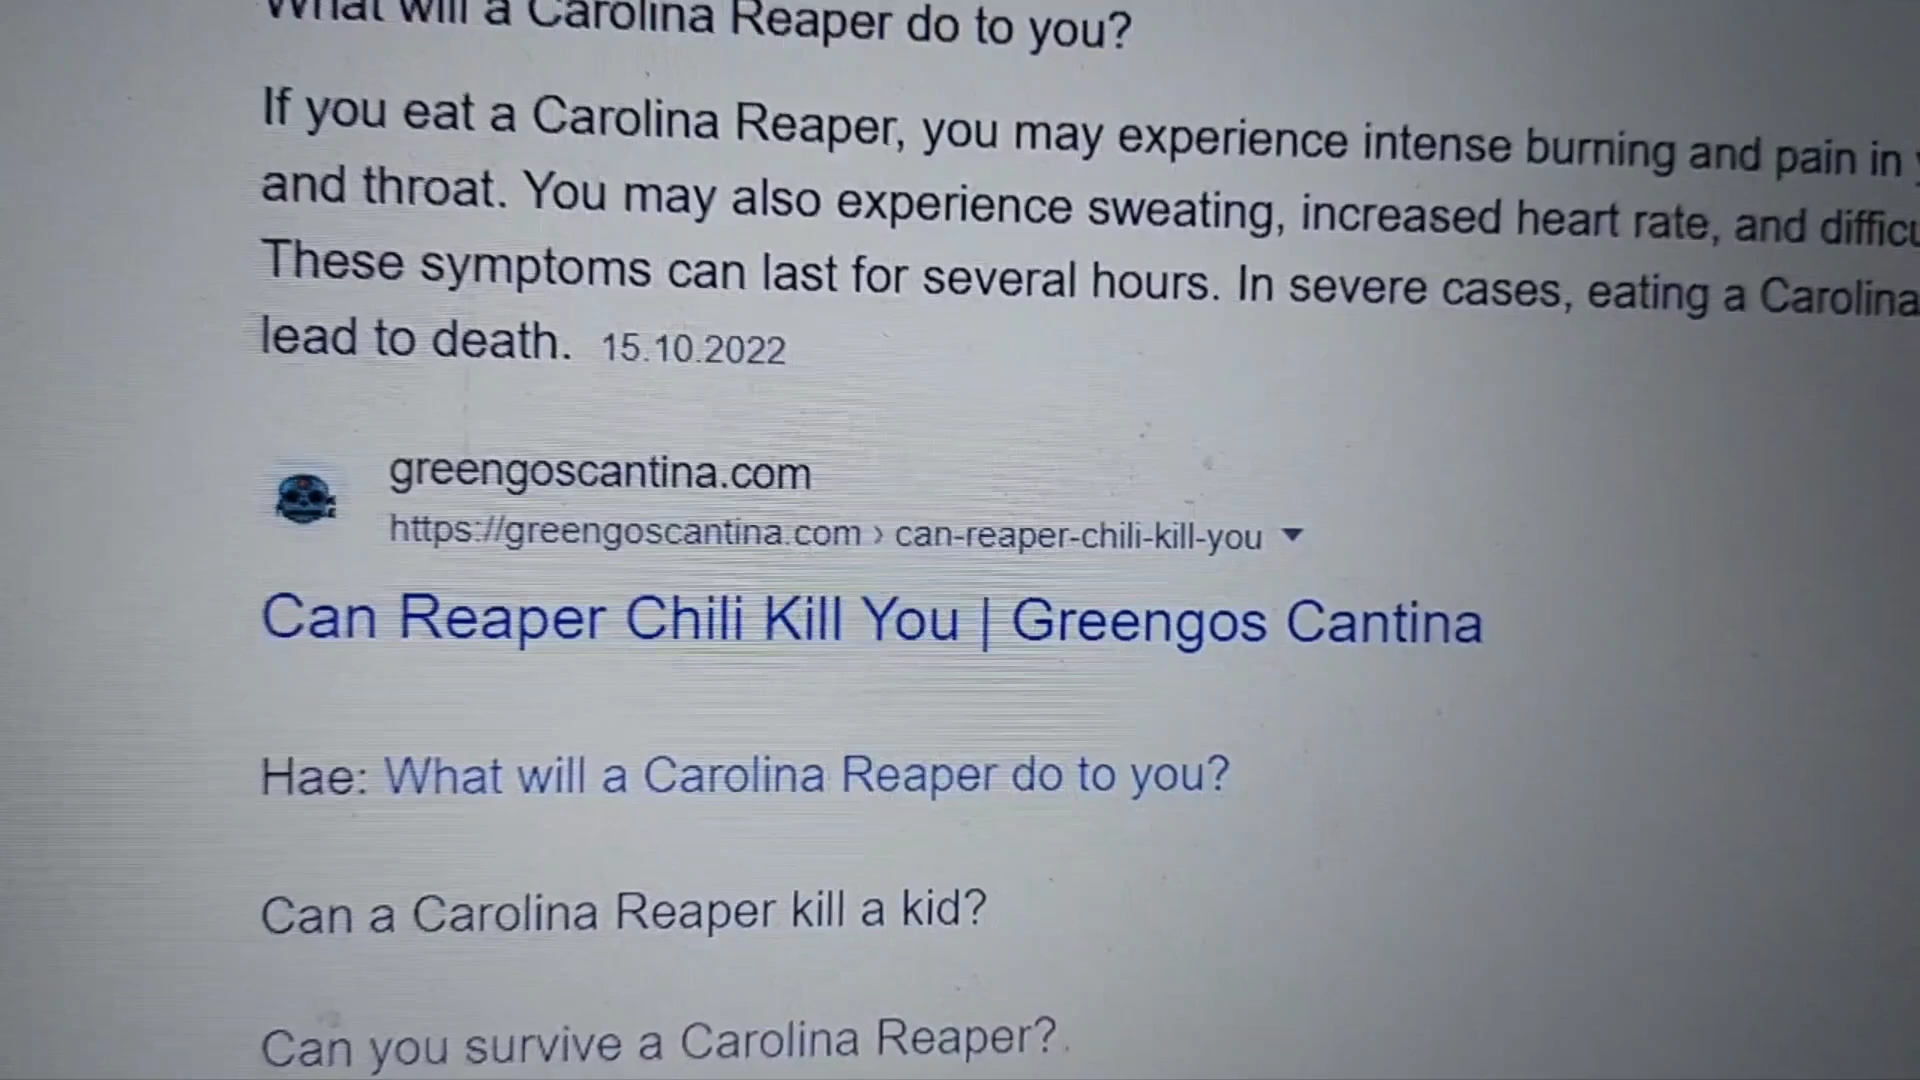 What will a Carolina Reaper do to you?
If you eat a Carolina Reaper, you may experience intense burning and pain in
and throat. You may also experience sweating, increased heart rate, and
These symptoms can last for several hours. In severe cases, eating a Carolina
lead to death. 15.10.2022
greengoscantina.com
https://greengoscantina.com › can-reaper-chili-kill-you
Can Reaper Chili Kill You | Greengos Cantina
Hae: What will a Carolina Reaper do to you?
Can a Carolina Reaper kill a kid?
Can you survive a Carolina Reaper?